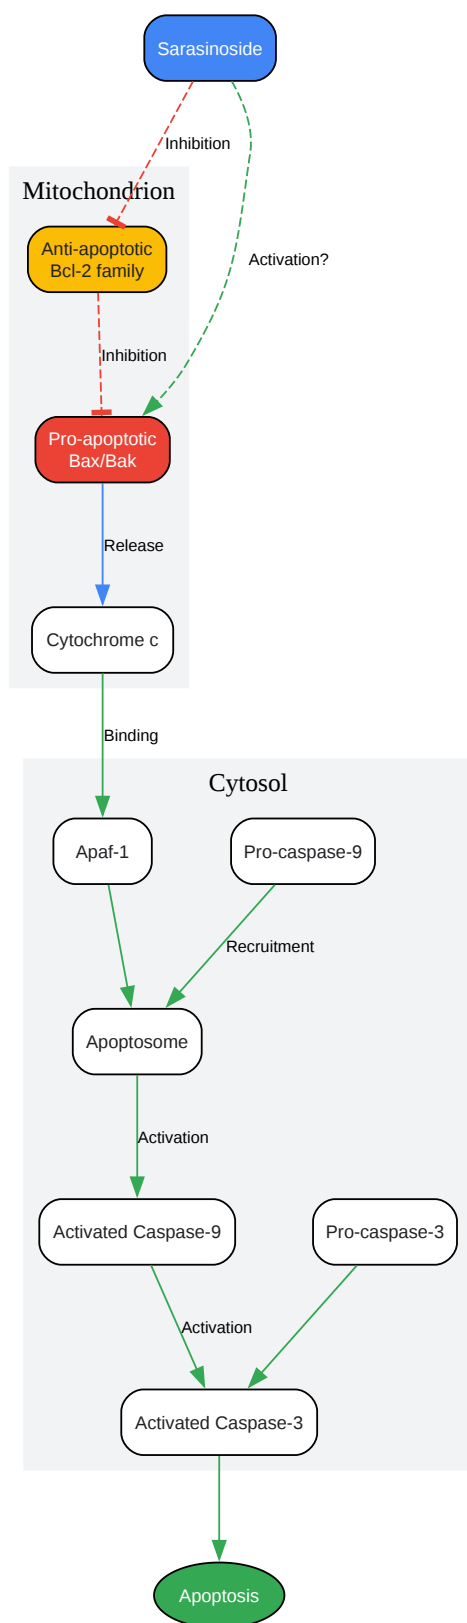 Sarasinoside
Inhibition
Mitochondrion
Anti-apoptotic
Bcl-2 family
Activation?
Inhibition
Pro-apoptotic
Bax/Bak
Release
Cytochrome c
Binding
Cytosol
Apaf-1
Pro-caspase-9
Recruitment
Apoptosome
Activation
Activated Caspase-9
Pro-caspase-3
Activation
Activated Caspase-3
Apoptosis